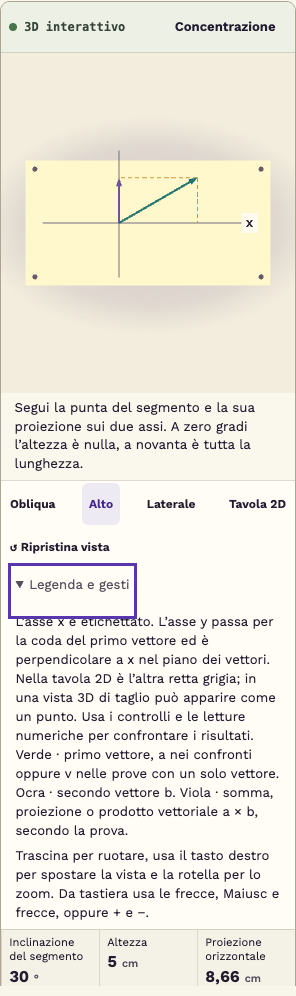 3D interattivo Concentrazione
x
Segui la punta del segmento e la sua
proiezione sui due assi. A zero gradi
l’altezza è nulla, a novanta è tutta la
lunghezza.
Obliqua Alto Laterale Tavola 2D
↺ Ripristina vista
▼ Legenda e gesti
L’asse x è etichettato. L’asse y passa per
la coda del primo vettore ed è
perpendicolare a x nel piano dei vettori.
Nella tavola 2D è l’altra retta grigia; in
una vista 3D di taglio può apparire come
un punto. Usa i controlli e le letture
numeriche per confrontare i risultati.
Verde · primo vettore, a nei confronti
oppure v nelle prove con un solo vettore.
Ocra · secondo vettore b. Viola · somma,
proiezione o prodotto vettoriale a × b,
secondo la prova.
Trascina per ruotare, usa il tasto destro
per spostare la vista e la rotella per lo
zoom. Da tastiera usa le frecce, Maiusc e
frecce, oppure + e −.
Inclinazione
del segmento
30 °
Altezza
5 cm
Proiezione
orizzontale
8,66 cm